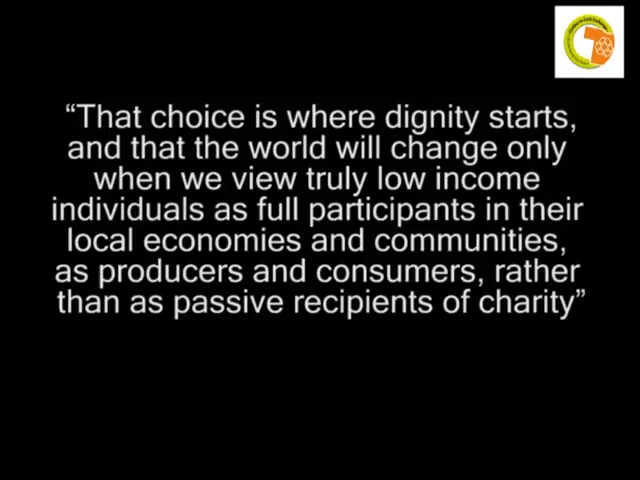 “That choice is where dignity starts,
and that the world will change only
when we view truly low income
individuals as full participants in their
local economies and communities,
as producers and consumers, rather
than as passive recipients of charity”